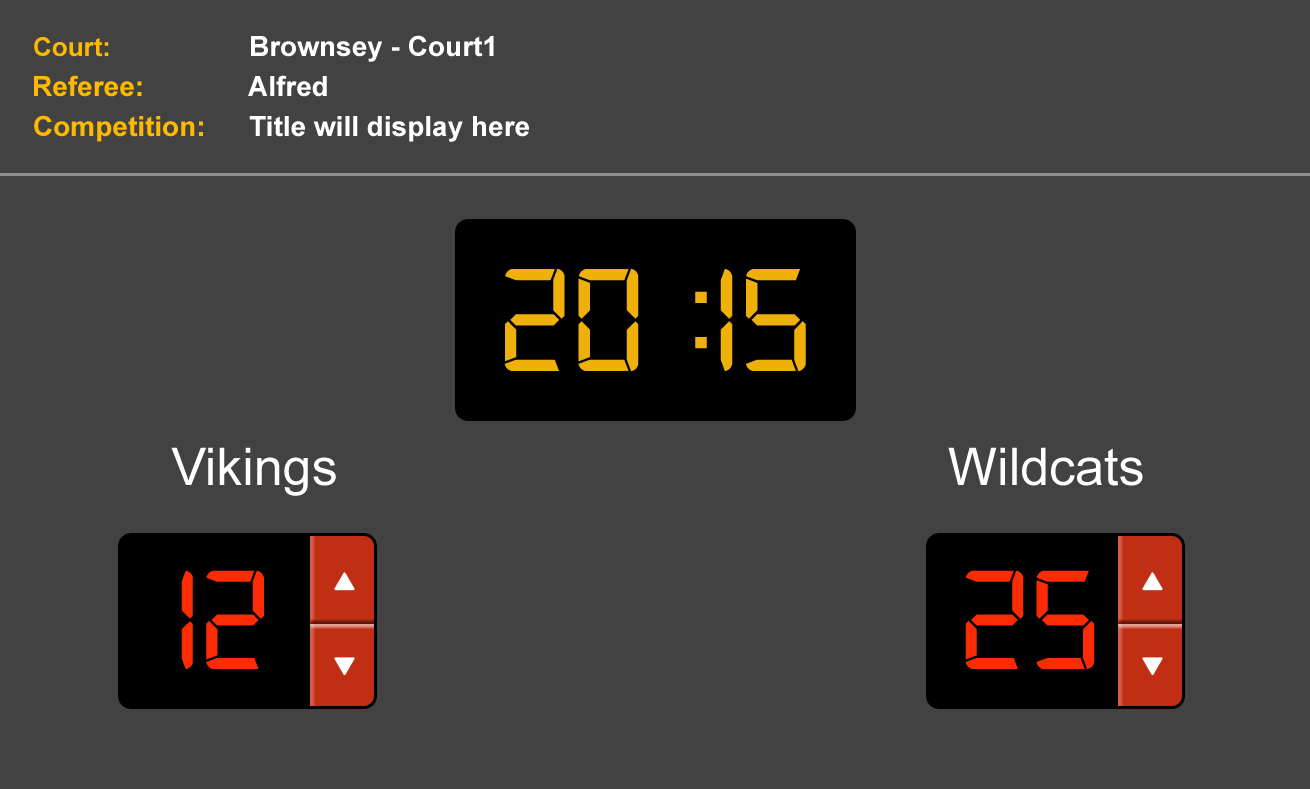 Court: Brownsey - Court1
Referee: Alfred
Competition: Title will display here
20 :15
Vikings Wildcats
12 25